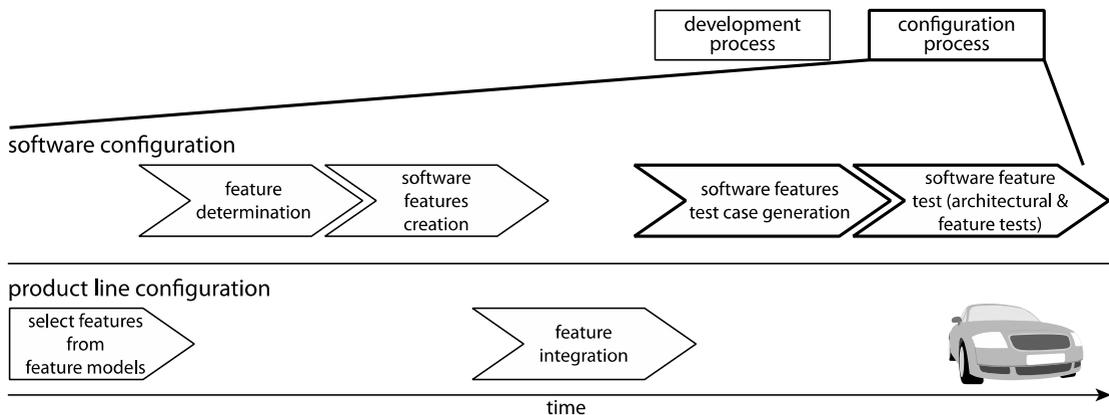 development
process
configuration
process
software configuration
feature
determination
software
features
creation
software features
test case generation
software feature
test (architectural &
feature tests)
product line configuration
select features
from
feature models
feature
integration
time